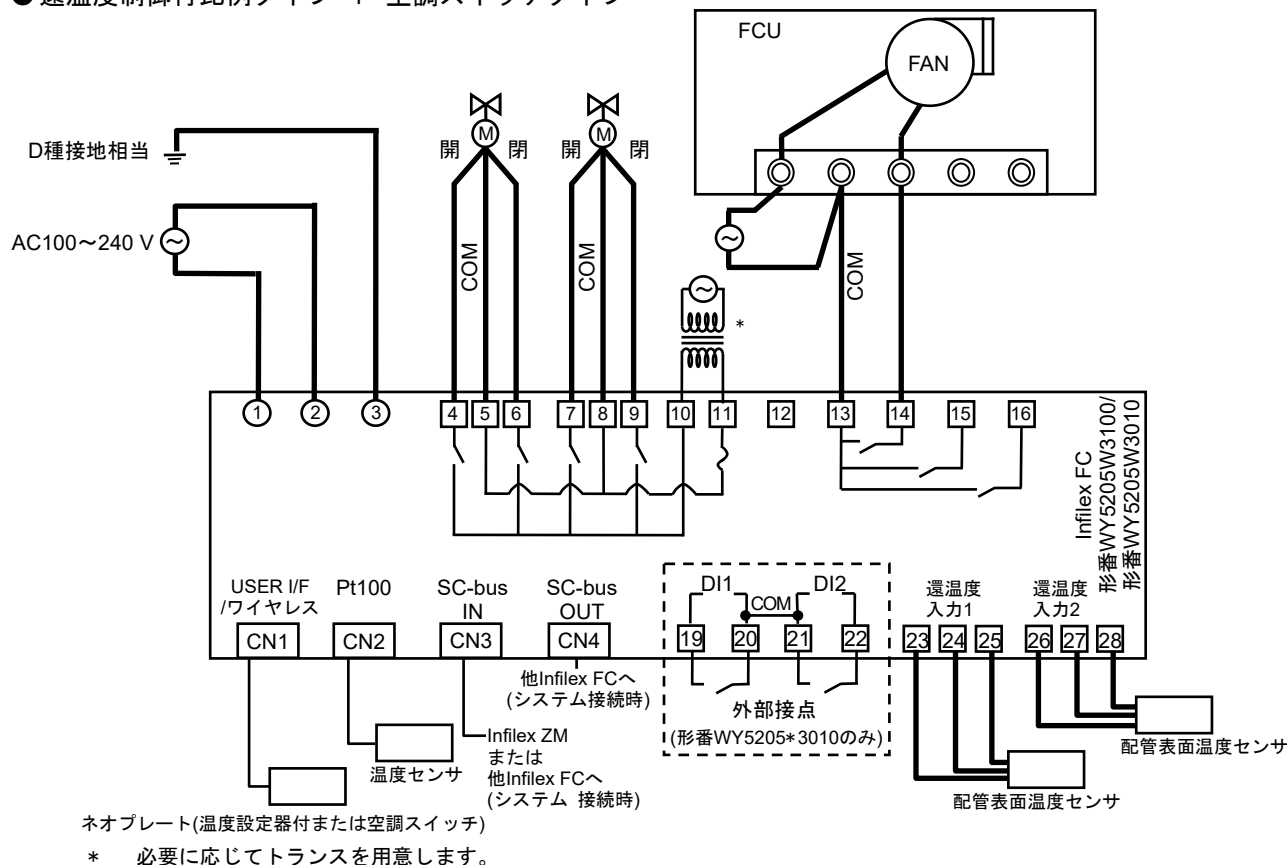 FCU
FAN
M
M
開
閉
開
閉
D種接地相当
AC100～240 V
COM
COM
COM
*
1
2
3
4
5
6
7
8
9
10
11
12
13
14
15
16
Infilex FC
形番WY5205W3100/
形番WY5205W3010
USER I/F
/ワイヤレス
Pt100
SC-bus
IN
SC-bus
OUT
DI1
COM
DI2
還温度
入力1
還温度
入力2
CN1
CN2
CN3
CN4
19
20
21
22
23
24
25
26
27
28
他Infilex FCへ
(システム接続時)
外部接点
(形番WY5205*3010のみ)
Infilex ZM
または
他Infilex FCへ
(システム 接続時)
温度センサ
配管表面温度センサ
配管表面温度センサ
ネオプレート(温度設定器付または空調スイッチ)
* 必要に応じてトランスを用意します。